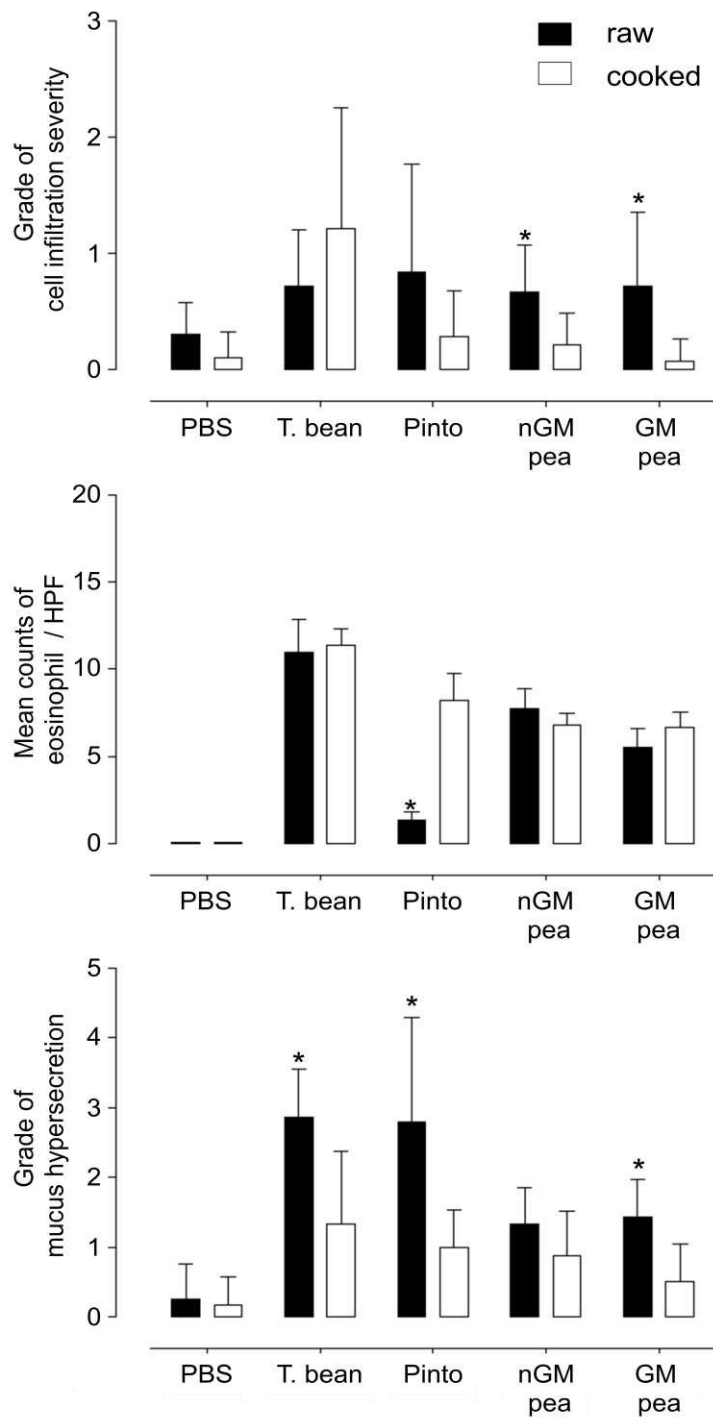 3
raw
cooked
2
Grade of
cell infiltration severity
1
*
*
0
PBS
T. bean
Pinto
nGM
pea
GM
pea
20
15
Mean counts of
eosinophil / HPF
10
5
*
0
PBS
T. bean
Pinto
nGM
pea
GM
pea
5
*
4
*
Grade of
mucus hypersecretion
3
*
2
1
0
PBS
T. bean
Pinto
nGM
pea
GM
pea